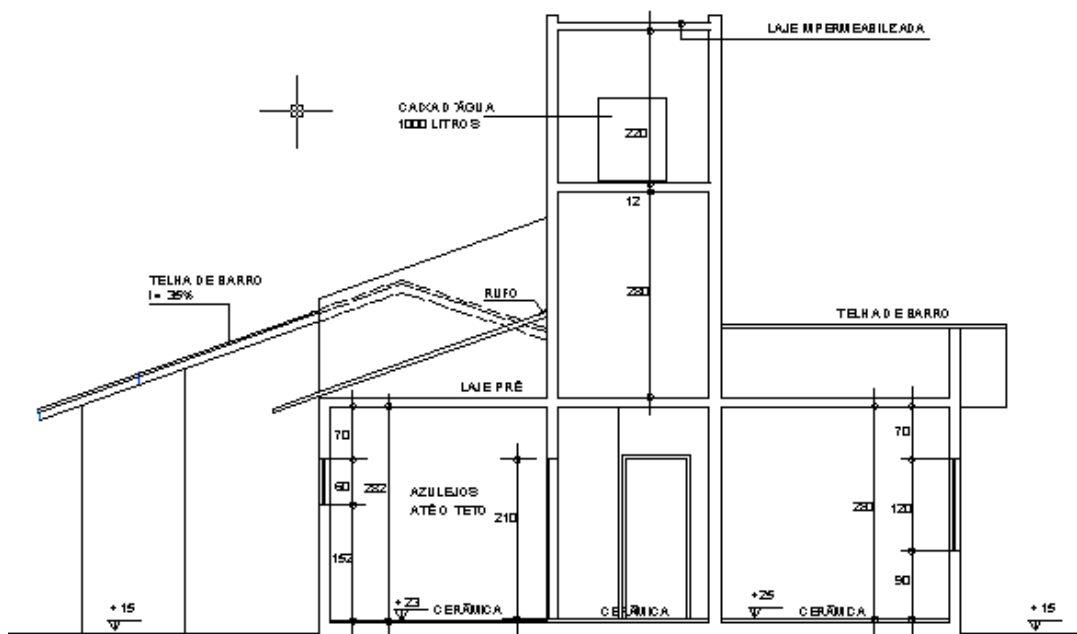 LAJE IMPERMEABILIZADA
CAIXA D'ÁGUA
1000 LITROS
220
12
TELHA DE BARRO
I = 35%
RUFO
280
TELHA DE BARRO
LAJE PRÉ
70
70
60
282
AZULEJOS
ATÉ O TETO
210
280
120
152
90
+15
+23
CERÂMICA
CERÂMICA
+25
CERÂMICA
+15